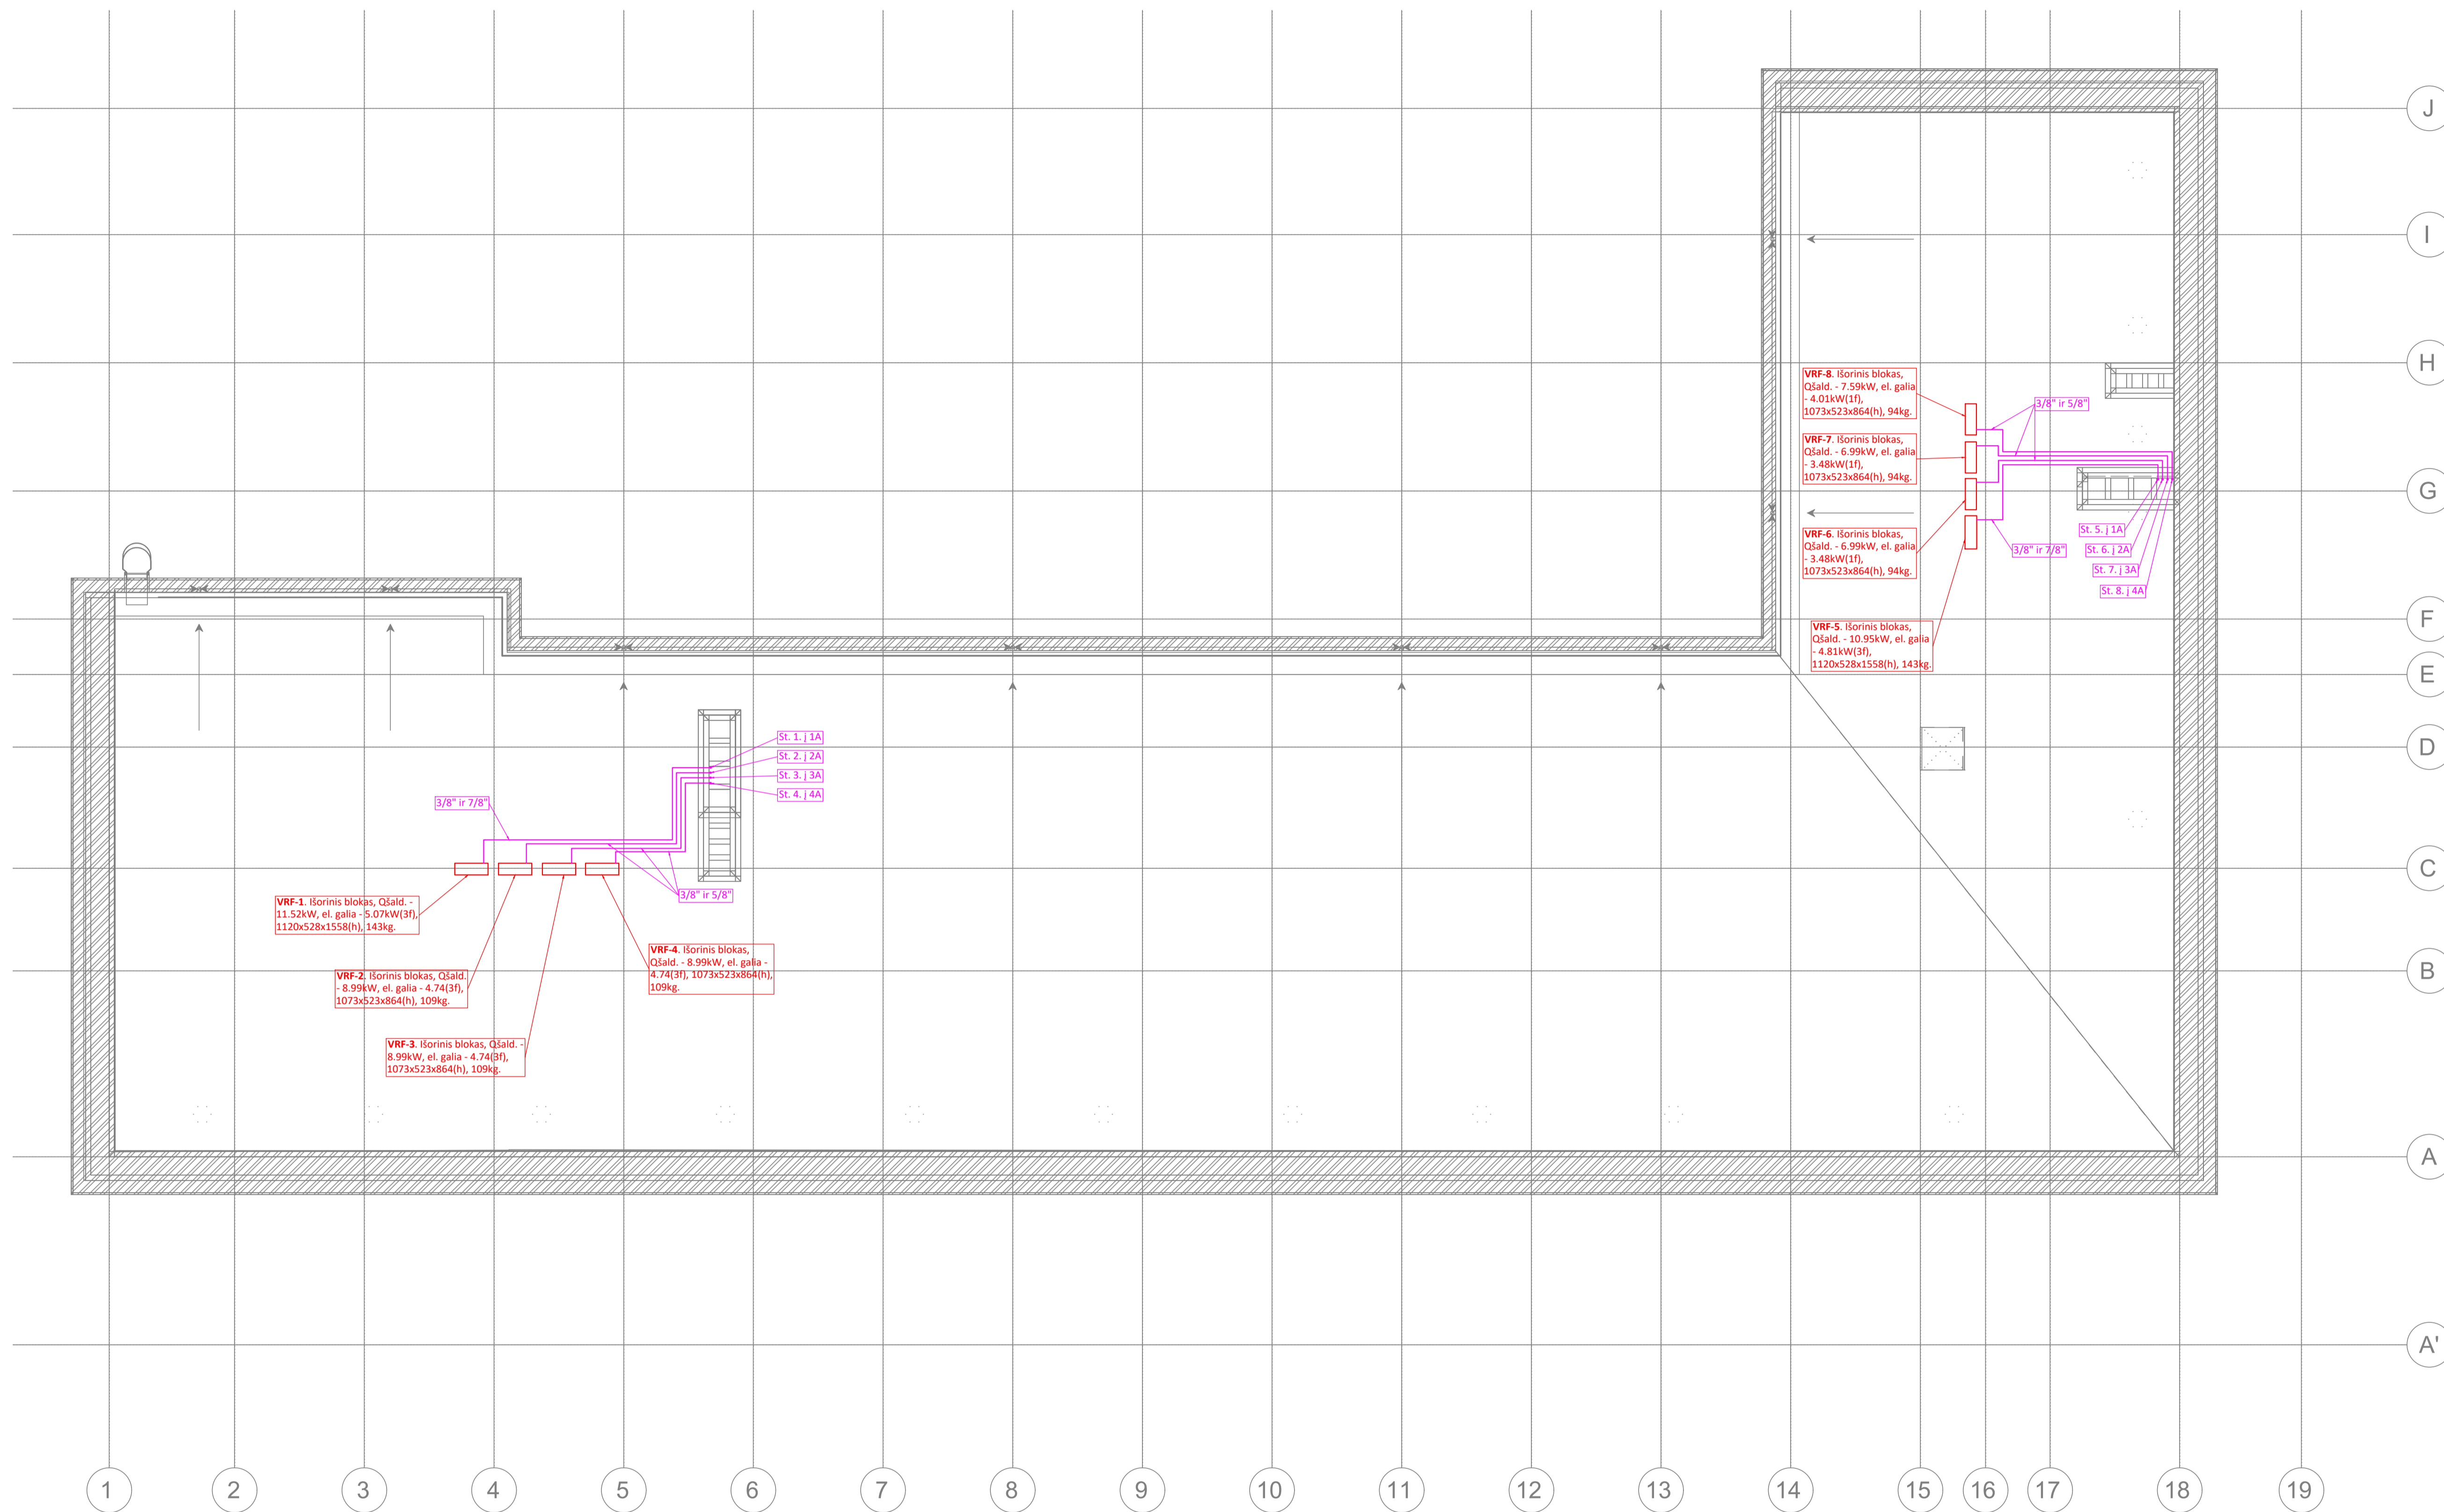 J
I
H
VRF-8. Išorinis blokas,
Qšald. - 7.59kW, el. galia
- 4.01kW(1f),
1073x523x864(h), 94kg.
3/8" ir 5/8"
VRF-7. Išorinis blokas,
Qšald. - 6.99kW, el. galia
- 3.48kW(1f),
1073x523x864(h), 94kg.
G
VRF-6. Išorinis blokas,
Qšald. - 6.99kW, el. galia
- 3.48kW(1f),
1073x523x864(h), 94kg.
3/8" ir 7/8"
St. 5. į 1A
St. 6. į 2A
St. 7. į 3A
St. 8. į 4A
F
VRF-5. Išorinis blokas,
Qšald. - 10.95kW, el. galia
- 4.81kW(3f),
1120x528x1558(h), 143kg.
E
St. 1. į 1A
St. 2. į 2A
St. 3. į 3A
St. 4. į 4A
D
3/8" ir 7/8"
C
3/8" ir 5/8"
VRF-1. Išorinis blokas, Qšald. -
11.52kW, el. galia - 5.07kW(3f),
1120x528x1558(h), 143kg.
VRF-2. Išorinis blokas, Qšald.
- 8.99kW, el. galia - 4.74(3f),
1073x523x864(h), 109kg.
VRF-4. Išorinis blokas,
Qšald. - 8.99kW, el. galia -
4.74(3f), 1073x523x864(h),
109kg.
B
VRF-3. Išorinis blokas, Qšald. -
8.99kW, el. galia - 4.74(3f),
1073x523x864(h), 109kg.
A
A'
1 2 3 4 5 6 7 8 9 10 11 12 13 14 15 16 17 18 19